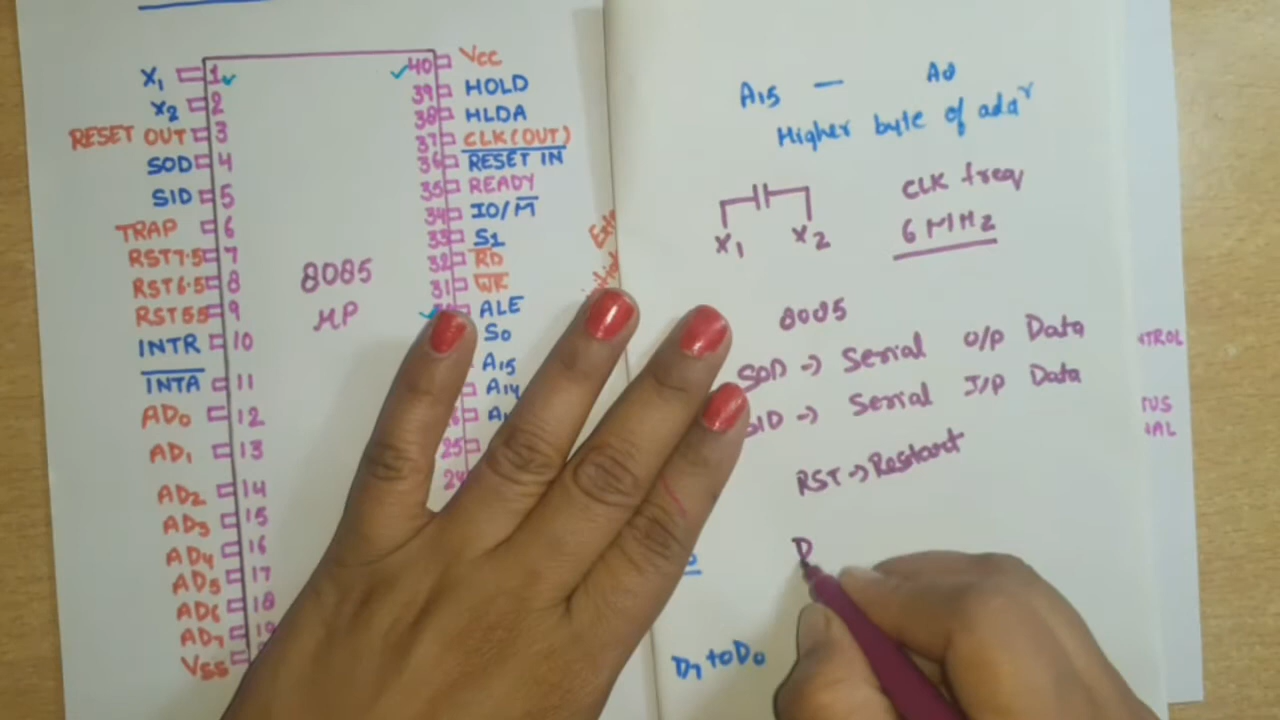 X1 1
X2 2
RESET OUT 3
SOD 4
SID 5
TRAP 6
RST7.5 7
RST6.5 8
RST5.5 9
INTR 10
INTA 11
AD0 12
AD1 13
AD2 14
AD3 15
AD4 16
AD5 17
AD6 18
AD7 19
VSS
8085
μP
40 Vcc
39 HOLD
38 HLDA
37 CLK(OUT)
36 RESET IN
35 READY
34 IO/M
33 S1
32 RD
31 WR
ALE
S0
A15
A14
25
24
A15 — A8
Higher byte of addr
X1 X2
CLK freq
6 MHz
8085
SOD → Serial O/P Data
SID → Serial I/P Data
RST → Restart
D7 to D0